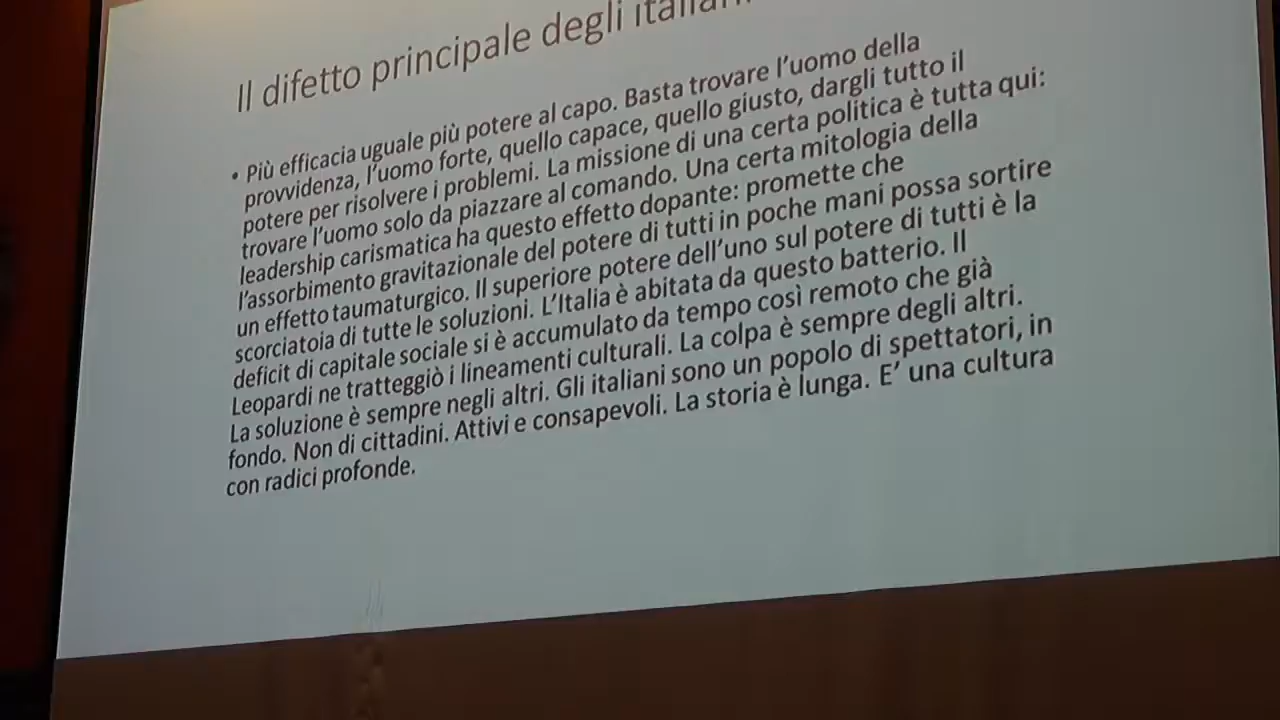 Il difetto principale degli italiani
• Più efficacia uguale più potere al capo. Basta trovare l'uomo della
provvidenza, l'uomo forte, quello capace, quello giusto, dargli tutto il
potere per risolvere i problemi. La missione di una certa politica è tutta qui:
trovare l'uomo solo da piazzare al comando. Una certa mitologia della
leadership carismatica ha questo effetto dopante: promette che
l'assorbimento gravitazionale del potere di tutti in poche mani possa sortire
un effetto taumaturgico. Il superiore potere dell'uno sul potere di tutti è la
scorciatoia di tutte le soluzioni. L'Italia è abitata da questo batterio. Il
deficit di capitale sociale si è accumulato da tempo così remoto che già
Leopardi ne tratteggiò i lineamenti culturali. La colpa è sempre degli altri.
La soluzione è sempre negli altri. Gli italiani sono un popolo di spettatori, in
fondo. Non di cittadini. Attivi e consapevoli. La storia è lunga. E' una cultura
con radici profonde.